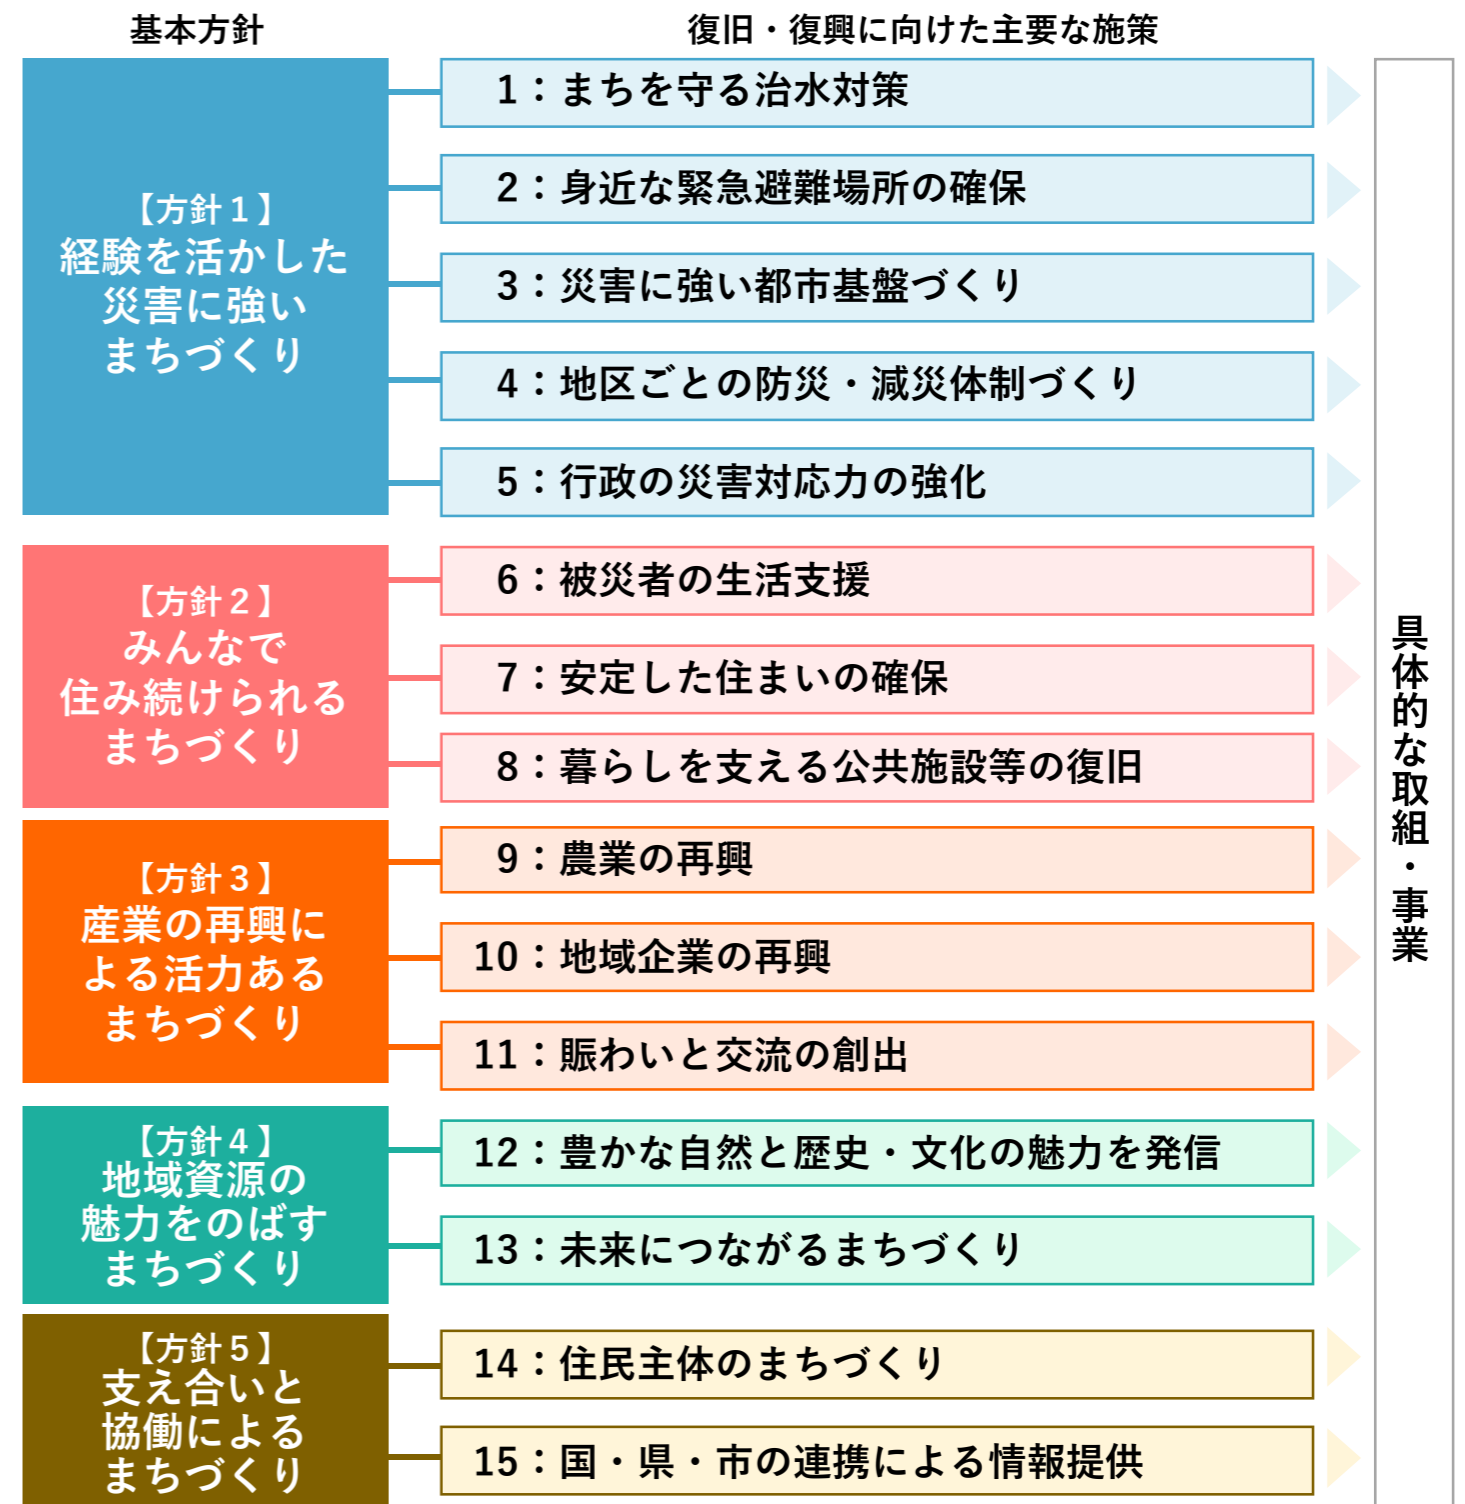 基本方針
復旧・復興に向けた主要な施策
【方針１】
経験を活かした
災害に強い
まちづくり
1：まちを守る治水対策
2：身近な緊急避難場所の確保
3：災害に強い都市基盤づくり
4：地区ごとの防災・減災体制づくり
5：行政の災害対応力の強化
【方針２】
みんなで
住み続けられる
まちづくり
6：被災者の生活支援
7：安定した住まいの確保
8：暮らしを支える公共施設等の復旧
【方針３】
産業の再興に
よる活力ある
まちづくり
9：農業の再興
10：地域企業の再興
11：賑わいと交流の創出
【方針４】
地域資源の
魅力をのばす
まちづくり
12：豊かな自然と歴史・文化の魅力を発信
13：未来につながるまちづくり
【方針５】
支え合いと
協働による
まちづくり
14：住民主体のまちづくり
15：国・県・市の連携による情報提供
具体的な取組・事業